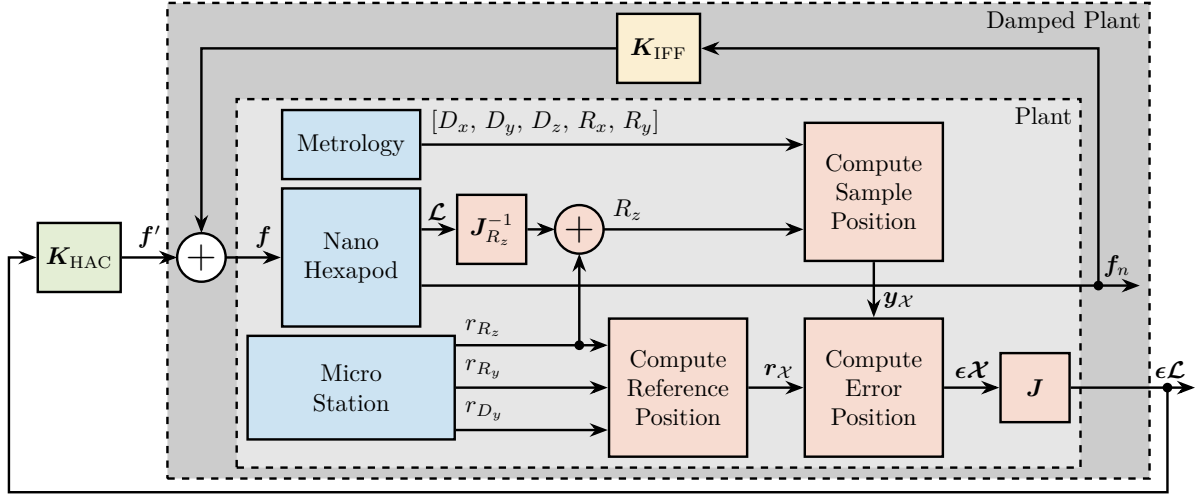 Damped Plant
K_IFF
Plant
Metrology
[D_x, D_y, D_z, R_x, R_y]
Compute
Sample
Position
𝓛
J_{R_z}^{-1}
+
R_z
Nano
Hexapod
K_HAC
f′
+
f
f_n
y_𝒳
r_{R_z}
r_{R_y}
r_{D_y}
Micro
Station
Compute
Reference
Position
r_𝒳
Compute
Error
Position
ϵ𝒳
J
ϵ𝓛